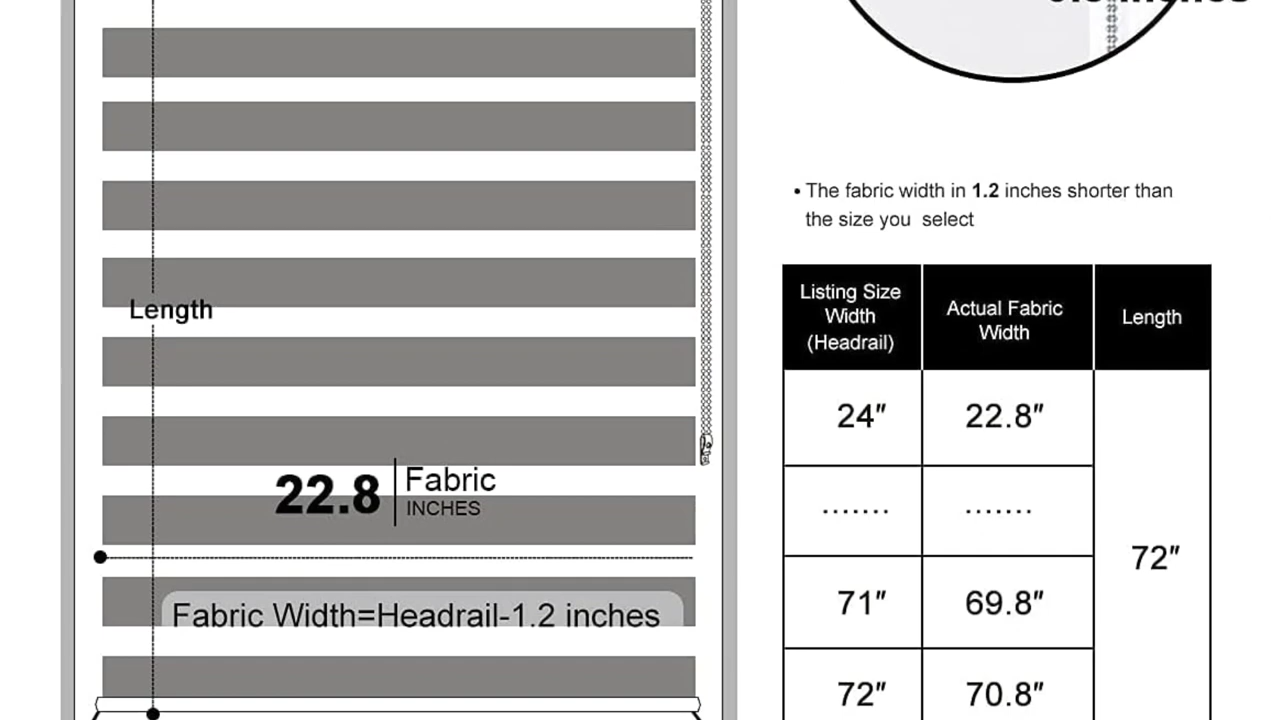 • The fabric width in 1.2 inches shorter than
the size you select
Length
22.8
Fabric
INCHES
Fabric Width=Headrail-1.2 inches
Listing Size
Width
(Headrail)
Actual Fabric
Width
Length
24″
22.8″
.......
.......
72″
71″
69.8″
72″
70.8″